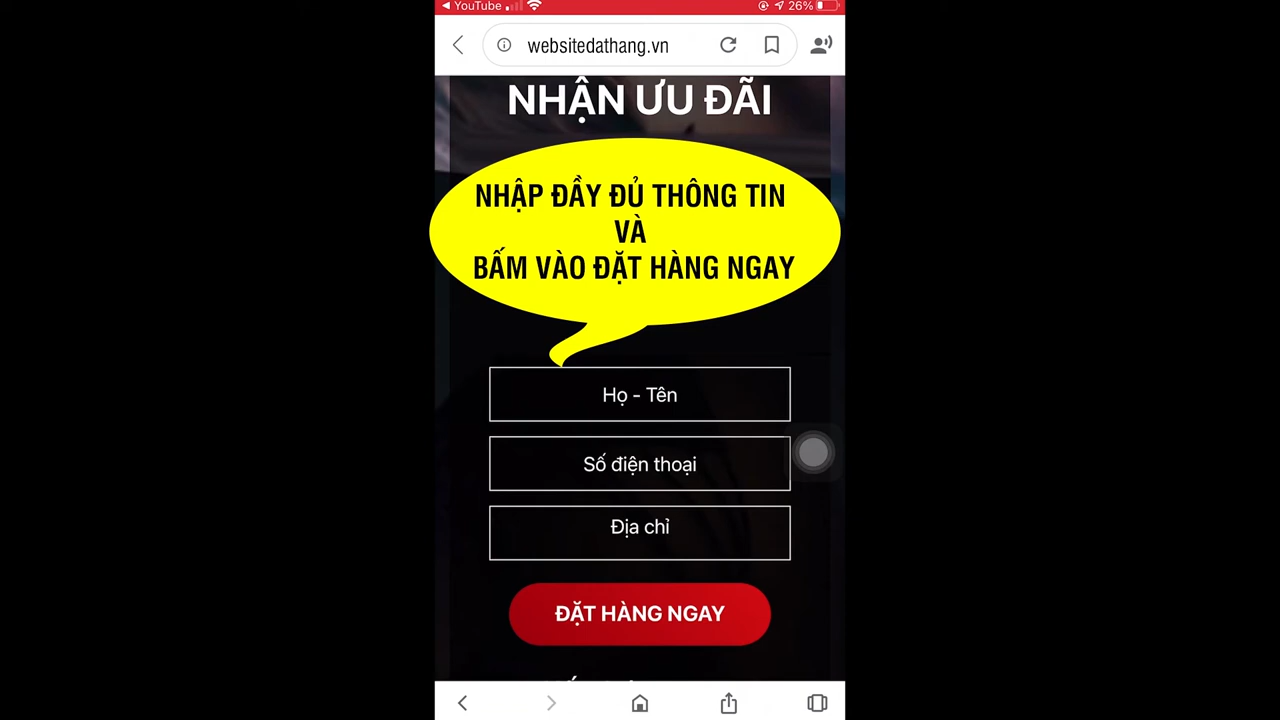 YouTube
26%
websitedathang.vn
NHẬN ƯU ĐÃI
NHẬP ĐẦY ĐỦ THÔNG TIN
VÀ
BẤM VÀO ĐẶT HÀNG NGAY
Họ - Tên
Số điện thoại
Địa chỉ
ĐẶT HÀNG NGAY